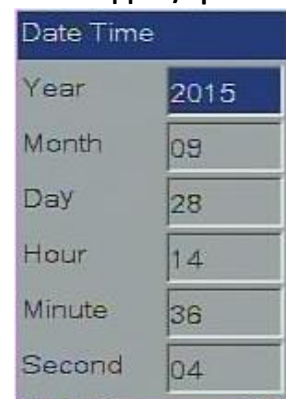 Date Time
Year 2015
Month 09
Day 28
Hour 14
Minute 36
Second 04